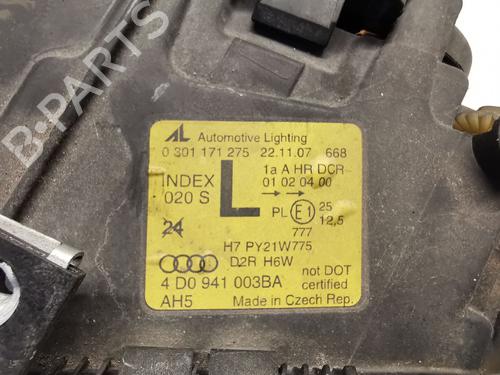 B-PARTS
AL Automotive Lighting
0 301 171 275 22.11.07 668
INDEX L 1a A HR DCR
020 S 01 02 04 00
→ →
24 PL E1 25
12,5
777
H7 PY21W775
D2R H6W
4 D0 941 003BA not DOT
AH5 certified
Made in Czech Rep.